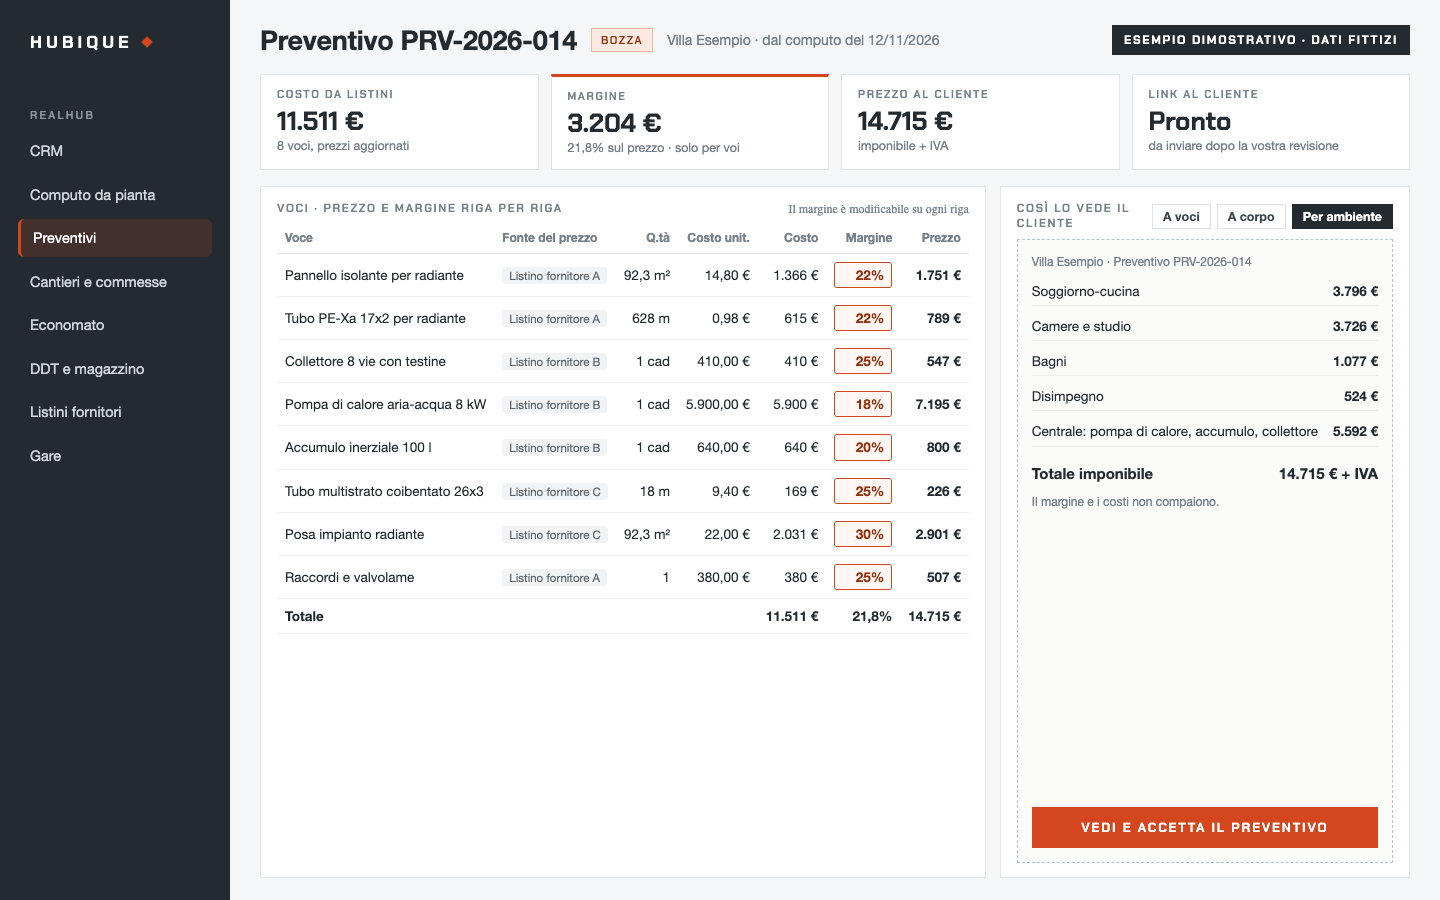 HUBIQUE
REALHUB
CRM
Computo da pianta
Preventivi
Cantieri e commesse
Economato
DDT e magazzino
Listini fornitori
Gare
Preventivo PRV-2026-014
BOZZA
Villa Esempio · dal computo del 12/11/2026
ESEMPIO DIMOSTRATIVO · DATI FITTIZI
COSTO DA LISTINI
11.511 €
8 voci, prezzi aggiornati
MARGINE
3.204 €
21,8% sul prezzo · solo per voi
PREZZO AL CLIENTE
14.715 €
imponibile + IVA
LINK AL CLIENTE
Pronto
da inviare dopo la vostra revisione
VOCI · PREZZO E MARGINE RIGA PER RIGA
Il margine è modificabile su ogni riga
Voce Fonte del prezzo Q.tà Costo unit. Costo Margine Prezzo
Pannello isolante per radiante Listino fornitore A 92,3 m² 14,80 € 1.366 € 22% 1.751 €
Tubo PE-Xa 17x2 per radiante Listino fornitore A 628 m 0,98 € 615 € 22% 789 €
Collettore 8 vie con testine Listino fornitore B 1 cad 410,00 € 410 € 25% 547 €
Pompa di calore aria-acqua 8 kW Listino fornitore B 1 cad 5.900,00 € 5.900 € 18% 7.195 €
Accumulo inerziale 100 l Listino fornitore B 1 cad 640,00 € 640 € 20% 800 €
Tubo multistrato coibentato 26x3 Listino fornitore C 18 m 9,40 € 169 € 25% 226 €
Posa impianto radiante Listino fornitore C 92,3 m² 22,00 € 2.031 € 30% 2.901 €
Raccordi e valvolame Listino fornitore A 1 380,00 € 380 € 25% 507 €
Totale 11.511 € 21,8% 14.715 €
COSÌ LO VEDE IL
CLIENTE
A voci
A corpo
Per ambiente
Villa Esempio · Preventivo PRV-2026-014
Soggiorno-cucina 3.796 €
Camere e studio 3.726 €
Bagni 1.077 €
Disimpegno 524 €
Centrale: pompa di calore, accumulo, collettore 5.592 €
Totale imponibile 14.715 € + IVA
Il margine e i costi non compaiono.
VEDI E ACCETTA IL PREVENTIVO